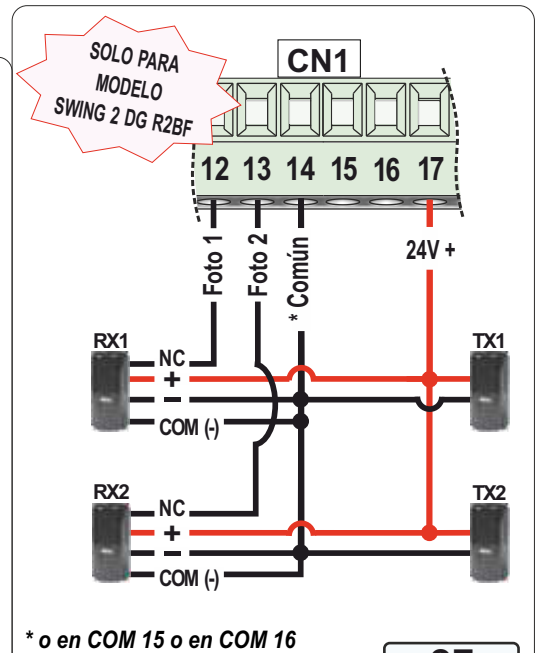 SOLO PARA
MODELO
SWING 2 DG R2BF
CN1
12 13 14 15 16 17
Foto 1
Foto 2
* Común
24V +
RX1
TX1
NC
+
−
COM (-)
RX2
TX2
NC
+
−
COM (-)
* o en COM 15 o en COM 16